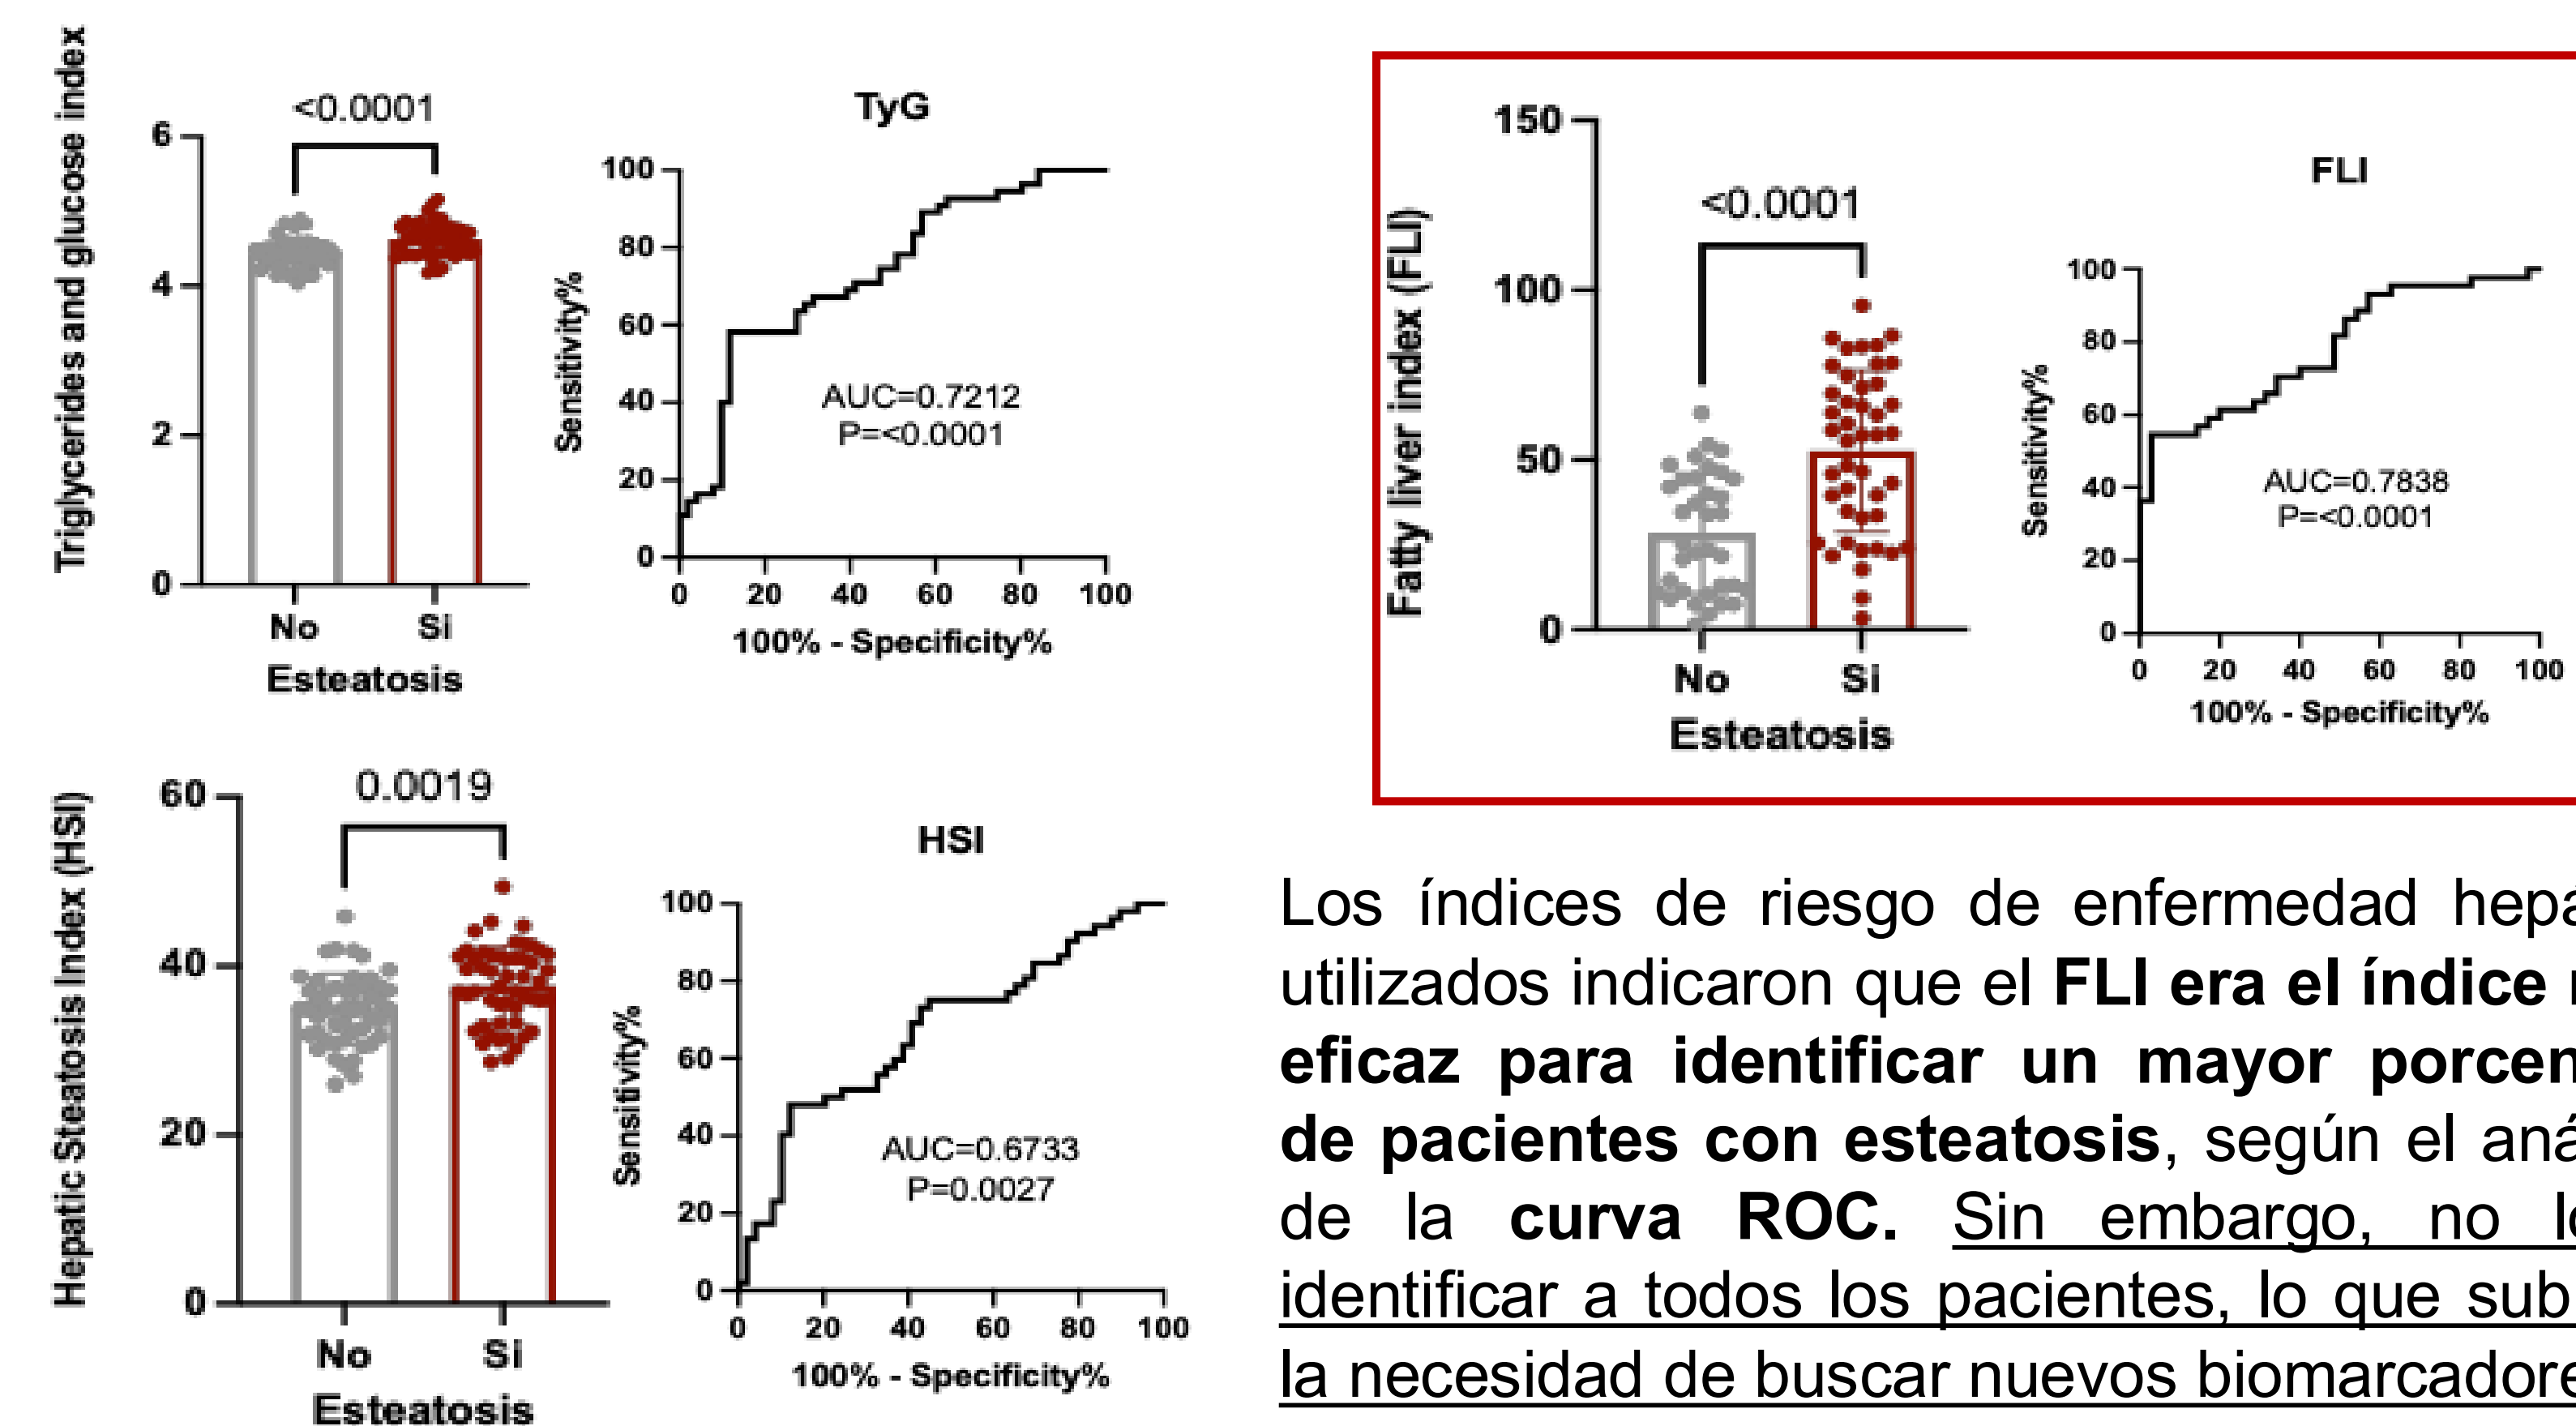 Triglycerides and glucose index
<0.0001
6
4
2
0
No Si
Esteatosis
TyG
Sensitivity%
100
80
60
40
20
0
AUC=0.7212
P=<0.0001
0 20 40 60 80 100
100% - Specificity%
Fatty liver index (FLI)
<0.0001
150
100
50
0
No Si
Esteatosis
FLI
Sensitivity%
100
80
60
40
20
0
AUC=0.7838
P=<0.0001
0 20 40 60 80 100
100% - Specificity%
Hepatic Steatosis Index (HSI)
0.0019
60
40
20
0
No Si
Esteatosis
HSI
Sensitivity%
100
80
60
40
20
0
AUC=0.6733
P=0.0027
0 20 40 60 80 100
100% - Specificity%
Los índices de riesgo de enfermedad
utilizados indicaron que el FLI era el índice
eficaz para identificar un mayor
de pacientes con esteatosis, según el
de la curva ROC. Sin embargo, no
identificar a todos los pacientes, lo que
la necesidad de buscar nuevos